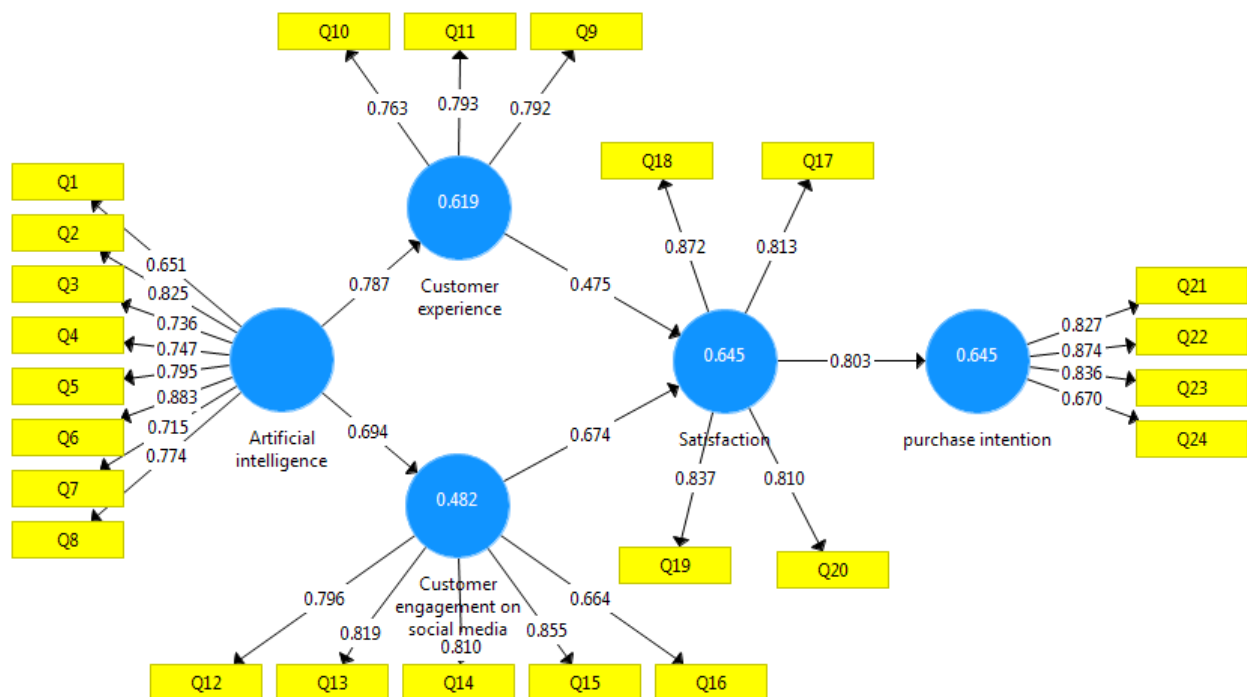 Q10
Q11
Q9
0.763
0.793
0.792
Q18
Q17
Q1
Q2
Q3
Q4
Q5
Q6
Q7
Q8
0.651
0.825
0.736
0.747
0.795
0.883
0.715
0.774
Artificial
intelligence
0.787
0.694
0.619
Customer
experience
0.475
0.872
0.813
0.645
Satisfaction
0.674
0.837
0.810
Q19
Q20
0.803
0.645
purchase intention
0.827
0.874
0.836
0.670
Q21
Q22
Q23
Q24
0.482
Customer
engagement on
social media
0.796
0.819
0.810
0.855
0.664
Q12
Q13
Q14
Q15
Q16